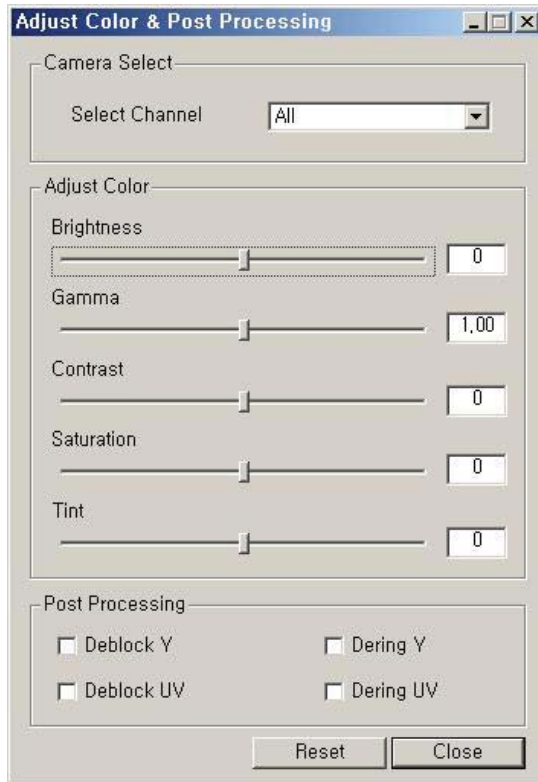 Adjust Color & Post Processing
Camera Select
Select Channel All
Adjust Color
Brightness
0
Gamma
1.00
Contrast
0
Saturation
0
Tint
0
Post Processing
Deblock Y Dering Y
Deblock UV Dering UV
Reset Close